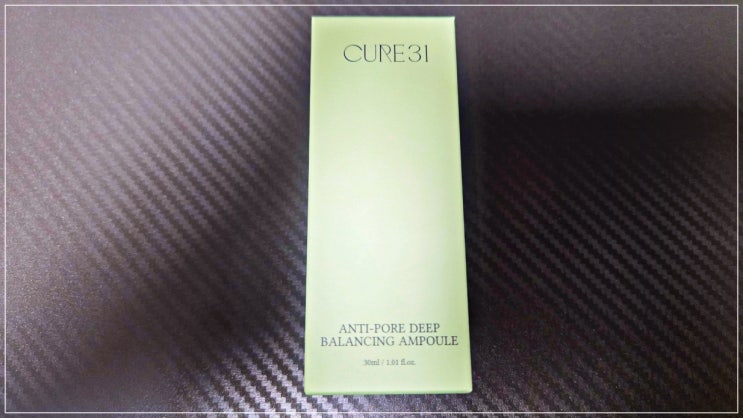 CURE31
ANTI-PORE DEEP
BALANCING AMPOULE
30ml / 1.01 fl.oz.